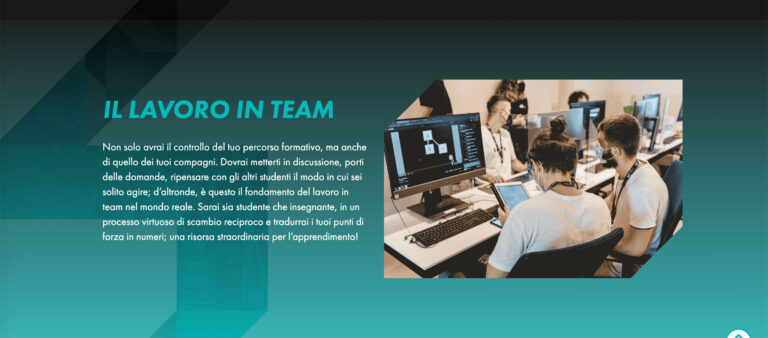 IL LAVORO IN TEAM
Non solo avrai il controllo del tuo percorso formativo, ma anche
di quello dei tuoi compagni. Dovrai metterti in discussione, porti
delle domande, ripensare con gli altri studenti il modo in cui sei
solito agire; d’altronde, è questo il fondamento del lavoro in
team nel mondo reale. Sarai sia studente che insegnante, in un
processo virtuoso di scambio reciproco e tradurrai i tuoi punti di
forza in numeri; una risorsa straordinaria per l’apprendimento!